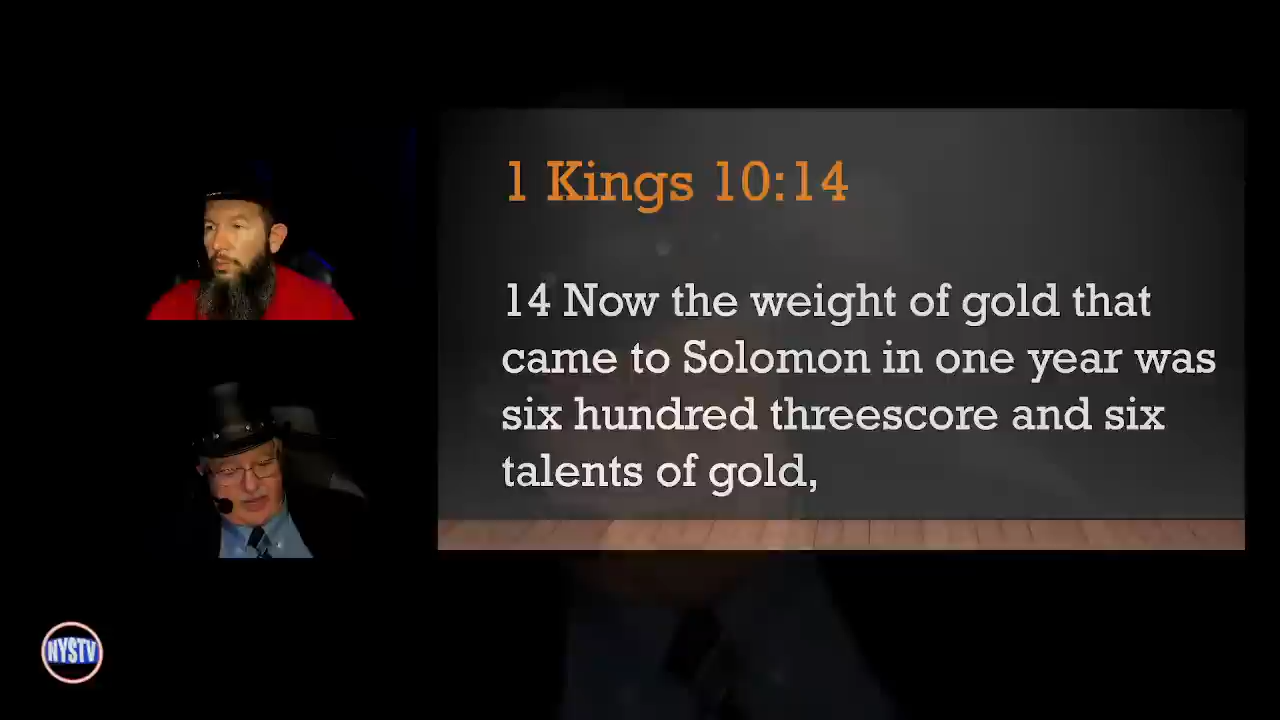 1 Kings 10:14
14 Now the weight of gold that
came to Solomon in one year was
six hundred threescore and six
talents of gold,
NYSTV